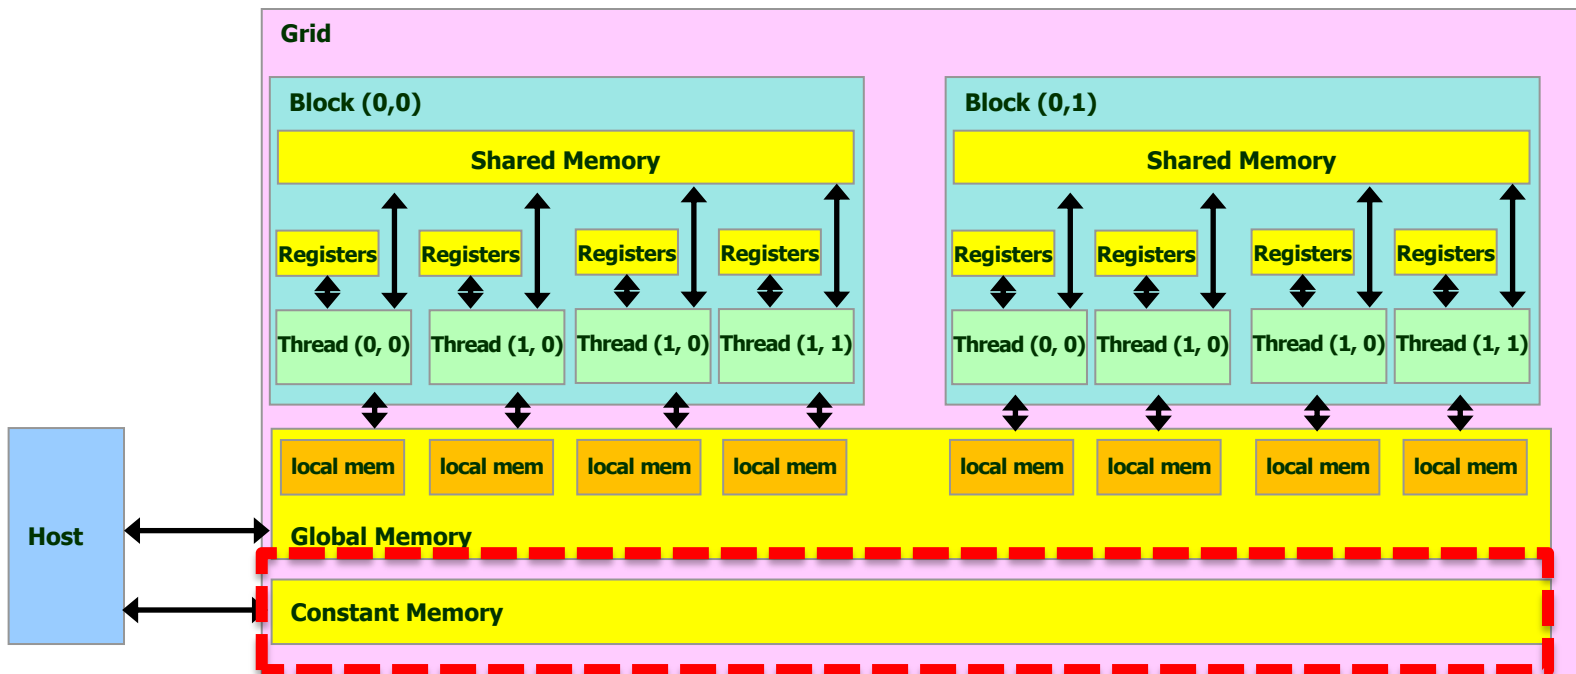 Grid
Block (0,0)
Block (0,1)
Shared Memory
Shared Memory
Registers
Registers
Registers
Registers
Registers
Registers
Registers
Registers
Thread (0, 0)
Thread (1, 0)
Thread (1, 0)
Thread (1, 1)
Thread (0, 0)
Thread (1, 0)
Thread (1, 0)
Thread (1, 1)
local mem
local mem
local mem
local mem
local mem
local mem
local mem
local mem
Host
Global Memory
Constant Memory